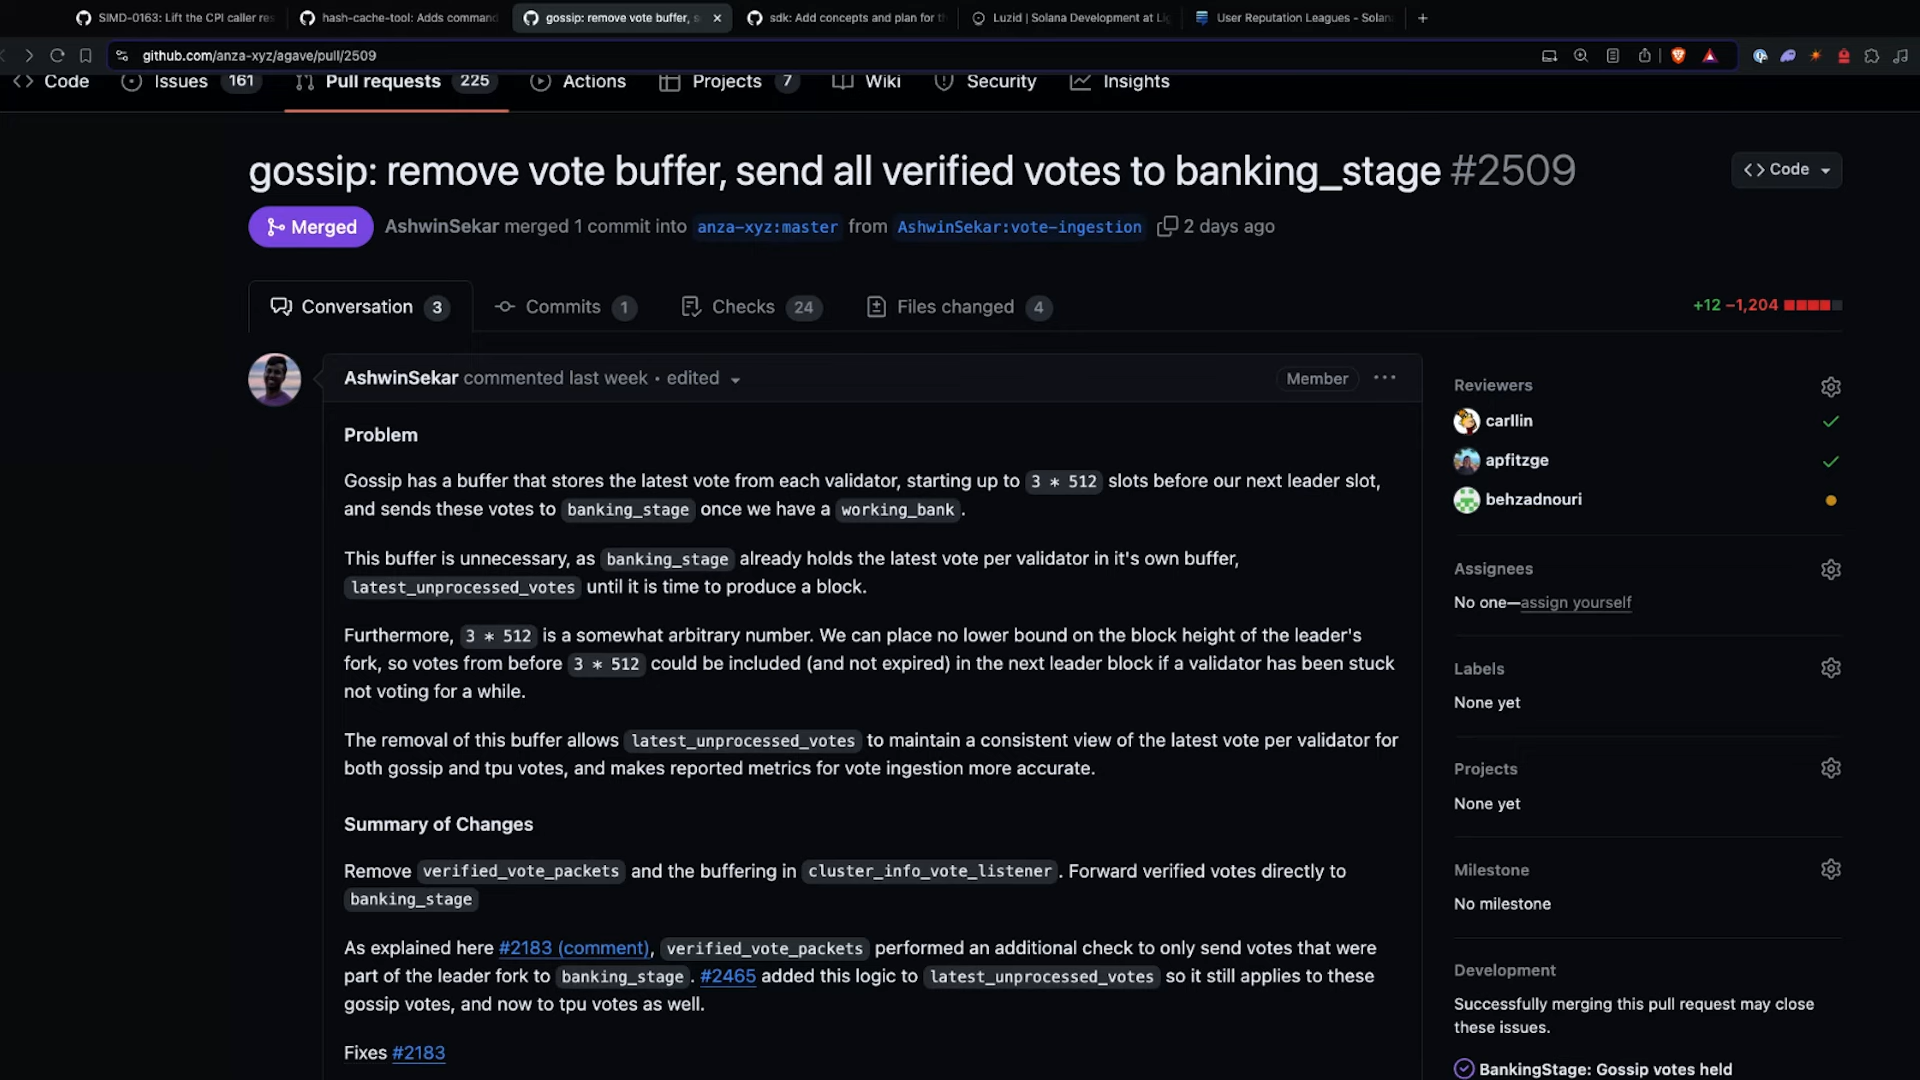 SIMD-0163: Lift the CPI caller res
hash-cache-tool: Adds command
gossip: remove vote buffer, s
sdk: Add concepts and plan for th
Luzid | Solana Development at Lig
User Reputation Leagues - Solan
github.com/anza-xyz/agave/pull/2509
Code
Issues 161
Pull requests 225
Actions
Projects 7
Wiki
Security
Insights
gossip: remove vote buffer, send all verified votes to banking_stage #2509
Code
Merged AshwinSekar merged 1 commit into anza-xyz:master from AshwinSekar:vote-ingestion 2 days ago
Conversation 3
Commits 1
Checks 24
Files changed 4
+12 −1,204
AshwinSekar commented last week • edited
Member
Problem
Gossip has a buffer that stores the latest vote from each validator, starting up to 3 * 512 slots before our next leader slot,
and sends these votes to banking_stage once we have a working_bank.
This buffer is unnecessary, as banking_stage already holds the latest vote per validator in it's own buffer,
latest_unprocessed_votes until it is time to produce a block.
Furthermore, 3 * 512 is a somewhat arbitrary number. We can place no lower bound on the block height of the leader's
fork, so votes from before 3 * 512 could be included (and not expired) in the next leader block if a validator has been stuck
not voting for a while.
The removal of this buffer allows latest_unprocessed_votes to maintain a consistent view of the latest vote per validator for
both gossip and tpu votes, and makes reported metrics for vote ingestion more accurate.
Summary of Changes
Remove verified_vote_packets and the buffering in cluster_info_vote_listener. Forward verified votes directly to
banking_stage
As explained here #2183 (comment), verified_vote_packets performed an additional check to only send votes that were
part of the leader fork to banking_stage. #2465 added this logic to latest_unprocessed_votes so it still applies to these
gossip votes, and now to tpu votes as well.
Fixes #2183
Reviewers
carllin
apfitzge
behzadnouri
Assignees
No one—assign yourself
Labels
None yet
Projects
None yet
Milestone
No milestone
Development
Successfully merging this pull request may close
these issues.
BankingStage: Gossip votes held